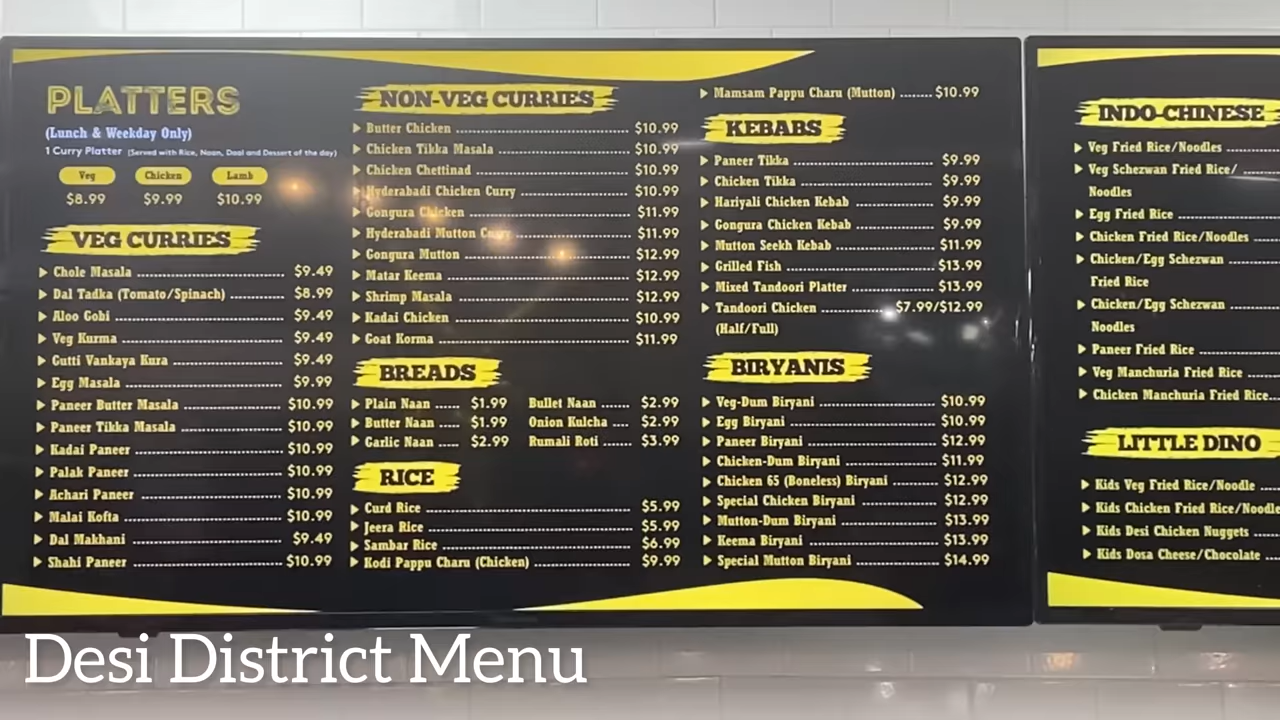 PLATTERS
(Lunch & Weekday Only)
1 Curry Platter (Served with Rice, Naan, Daal and Dessert of the day)
Veg Chicken Lamb
$8.99 $9.99 $10.99
VEG CURRIES
Chole Masala $9.49
Dal Tadka (Tomato/Spinach) $8.99
Aloo Gobi $9.49
Veg Kurma $9.49
Gutti Vankaya Kura $9.49
Egg Masala $9.99
Paneer Butter Masala $10.99
Paneer Tikka Masala $10.99
Kadai Paneer $10.99
Palak Paneer $10.99
Achari Paneer $10.99
Malai Kofta $10.99
Dal Makhani $9.49
Shahi Paneer $10.99
NON-VEG CURRIES
Butter Chicken $10.99
Chicken Tikka Masala $10.99
Chicken Chettinad $10.99
Hyderabadi Chicken Curry $10.99
Gongura Chicken $11.99
Hyderabadi Mutton Curry $11.99
Gongura Mutton $12.99
Matar Keema $12.99
Shrimp Masala $12.99
Kadai Chicken $10.99
Goat Korma $11.99
BREADS
Plain Naan $1.99 Bullet Naan $2.99
Butter Naan $1.99 Onion Kulcha $2.99
Garlic Naan $2.99 Rumali Roti $3.99
RICE
Curd Rice $5.99
Jeera Rice $5.99
Sambar Rice $6.99
Kodi Pappu Charu (Chicken) $9.99
Mamsam Pappu Charu (Mutton) $10.99
KEBABS
Paneer Tikka $9.99
Chicken Tikka $9.99
Hariyali Chicken Kebab $9.99
Gongura Chicken Kebab $9.99
Mutton Seekh Kebab $11.99
Grilled Fish $13.99
Mixed Tandoori Platter $13.99
Tandoori Chicken $7.99/$12.99
(Half/Full)
BIRYANIS
Veg-Dum Biryani $10.99
Egg Biryani $10.99
Paneer Biryani $12.99
Chicken-Dum Biryani $11.99
Chicken 65 (Boneless) Biryani $12.99
Special Chicken Biryani $12.99
Mutton-Dum Biryani $13.99
Keema Biryani $13.99
Special Mutton Biryani $14.99
INDO-CHINESE
Veg Fried Rice/Noodles
Veg Schezwan Fried Rice/
Noodles
Egg Fried Rice
Chicken Fried Rice/Noodles
Chicken/Egg Schezwan
Fried Rice
Chicken/Egg Schezwan
Noodles
Paneer Fried Rice
Veg Manchuria Fried Rice
Chicken Manchuria Fried Rice
LITTLE DINO
Kids Veg Fried Rice/Noodle
Kids Chicken Fried Rice/Noodle
Kids Desi Chicken Nuggets
Kids Dosa Cheese/Chocolate
Desi District Menu